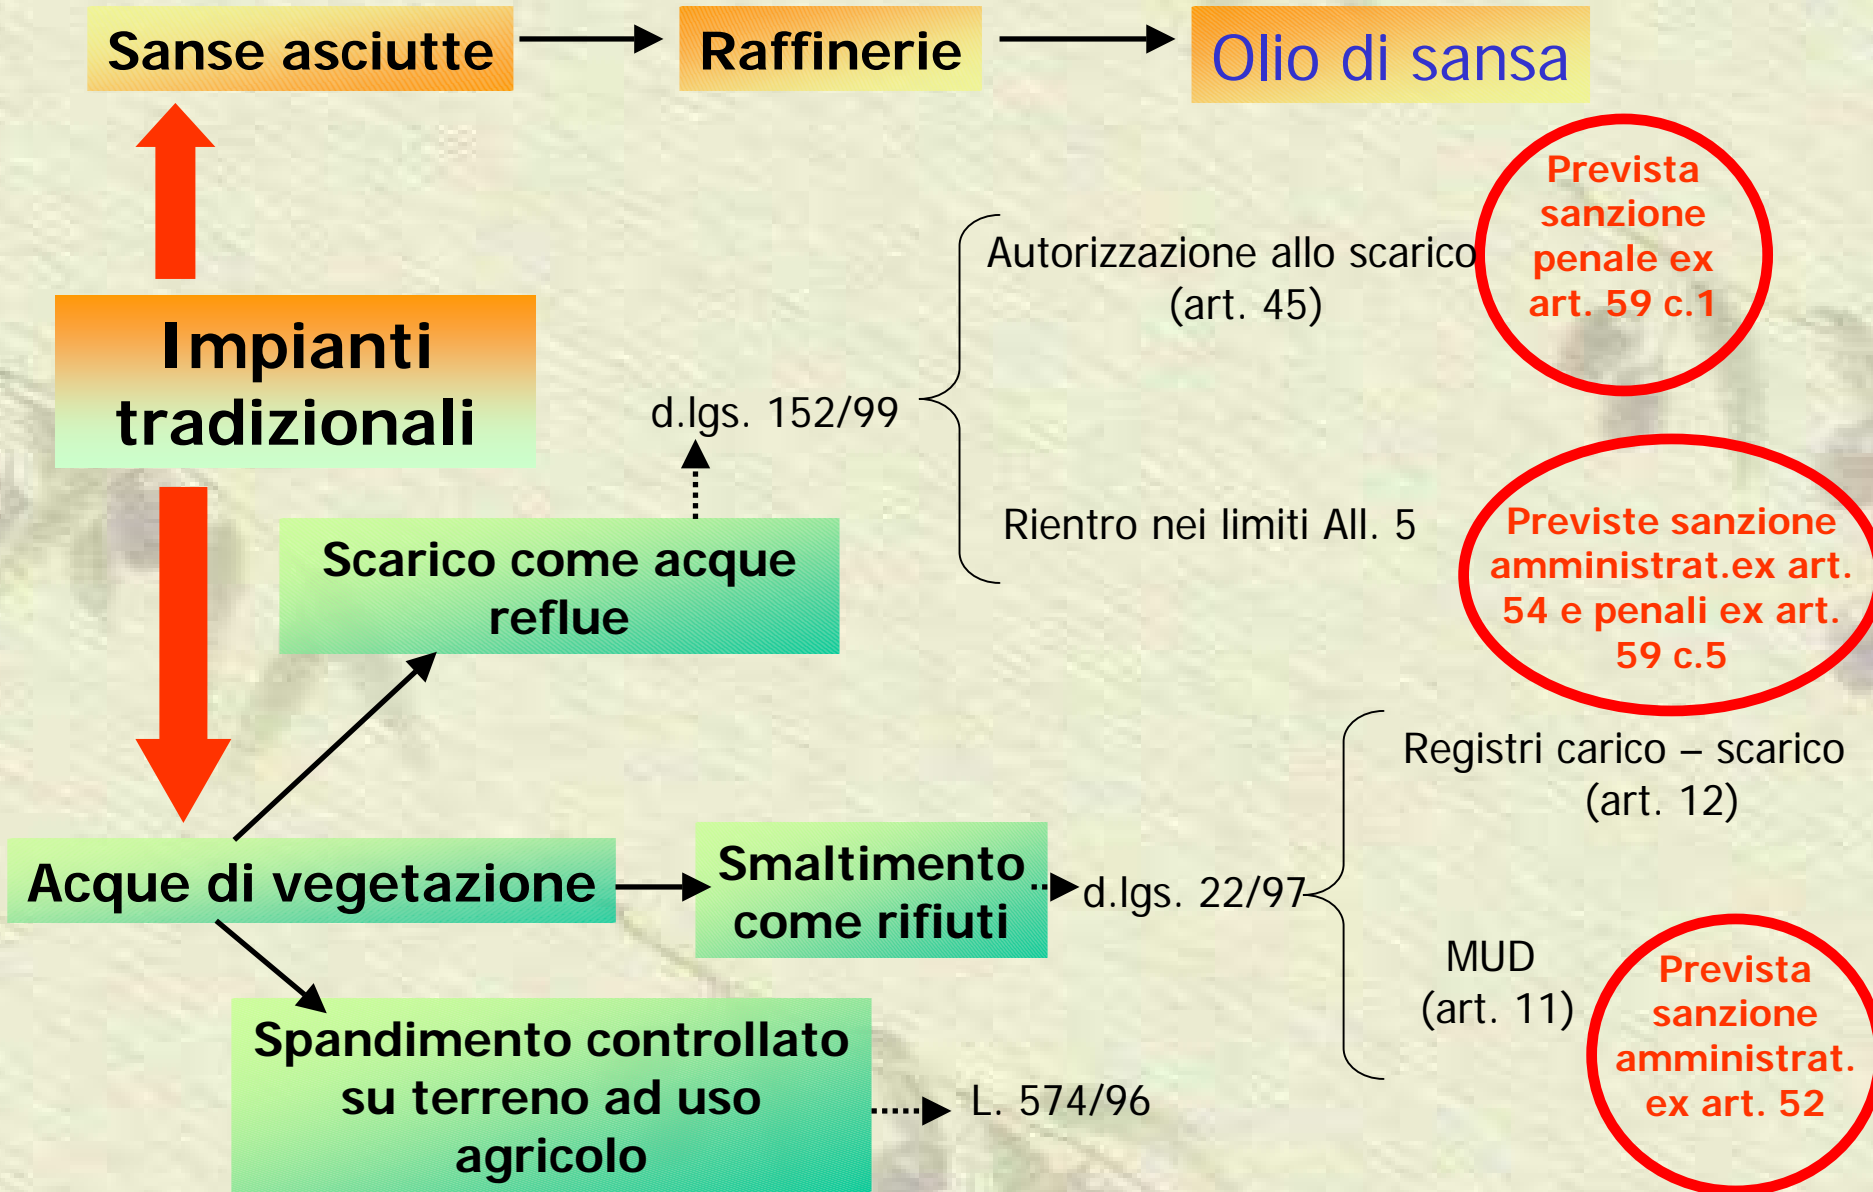 Sanse asciutte
Raffinerie
Olio di sansa
Impianti
tradizionali
d.lgs. 152/99
Autorizzazione allo scarico
(art. 45)
Prevista
sanzione
penale ex
art. 59 c.1
Rientro nei limiti All. 5
Previste sanzione
amministrat.ex art.
54 e penali ex art.
59 c.5
Scarico come acque
reflue
Acque di vegetazione
Smaltimento
come rifiuti
d.lgs. 22/97
Registri carico – scarico
(art. 12)
MUD
(art. 11)
Prevista
sanzione
amministrat.
ex art. 52
Spandimento controllato
su terreno ad uso
agricolo
L. 574/96